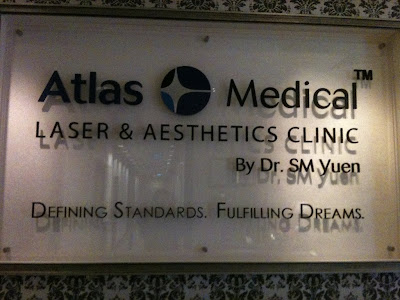 Atlas Medical™
LASER & AESTHETICS CLINIC
By Dr. SM Yuen
DEFINING STANDARDS. FULFILLING DREAMS.